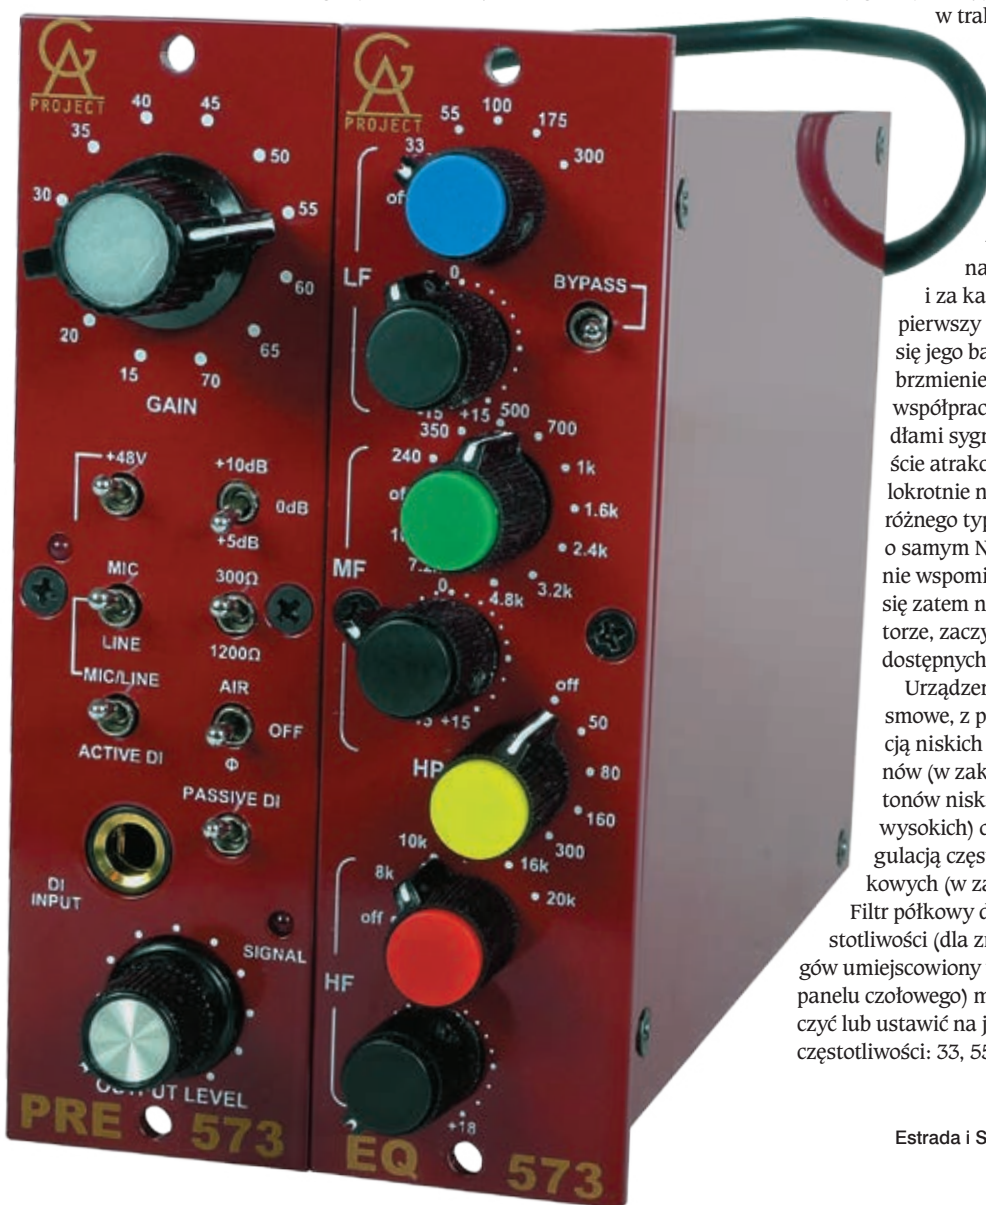 w tral
GA
PROJECT
35
40
45
50
30
55
60
20
65
15
70
GAIN
+48V
+10dB
0dB
+5dB
MIC
300Ω
LINE
1200Ω
MIC/LINE
AIR
OFF
ACTIVE DI
Φ
PASSIVE DI
DI
INPUT
SIGNAL
OUTPUT LEVEL
PRE 573
GA
PROJECT
33
55
100
175
300
LF
0
BYPASS
-15 +15
350
500
700
240
1k
1.6k
2.4k
MF
7.2k
4.8k
3.2k
0
+15
off
50
HP
80
160
300
10k
8k
16k
off
20k
HF
+18
EQ 573
na
i za ka
pierwszy
się jego ba
brzmienie
współprac
dłami sygn
ście atrakc
lokrotnie n
różnego typ
o samym N
nie wspomi
się zatem n
torze, zaczy
dostępnych
Urządzen
smowe, z p
cją niskich
nów (w zak
tonów nisk
wysokich) d
gulacją częs
kowych (w za
Filtr półkowy d
stotliwości (dla zn
gów umiejscowiony
panelu czołowego) m
czyć lub ustawić na j
częstotliwości: 33, 55
Estrada i S